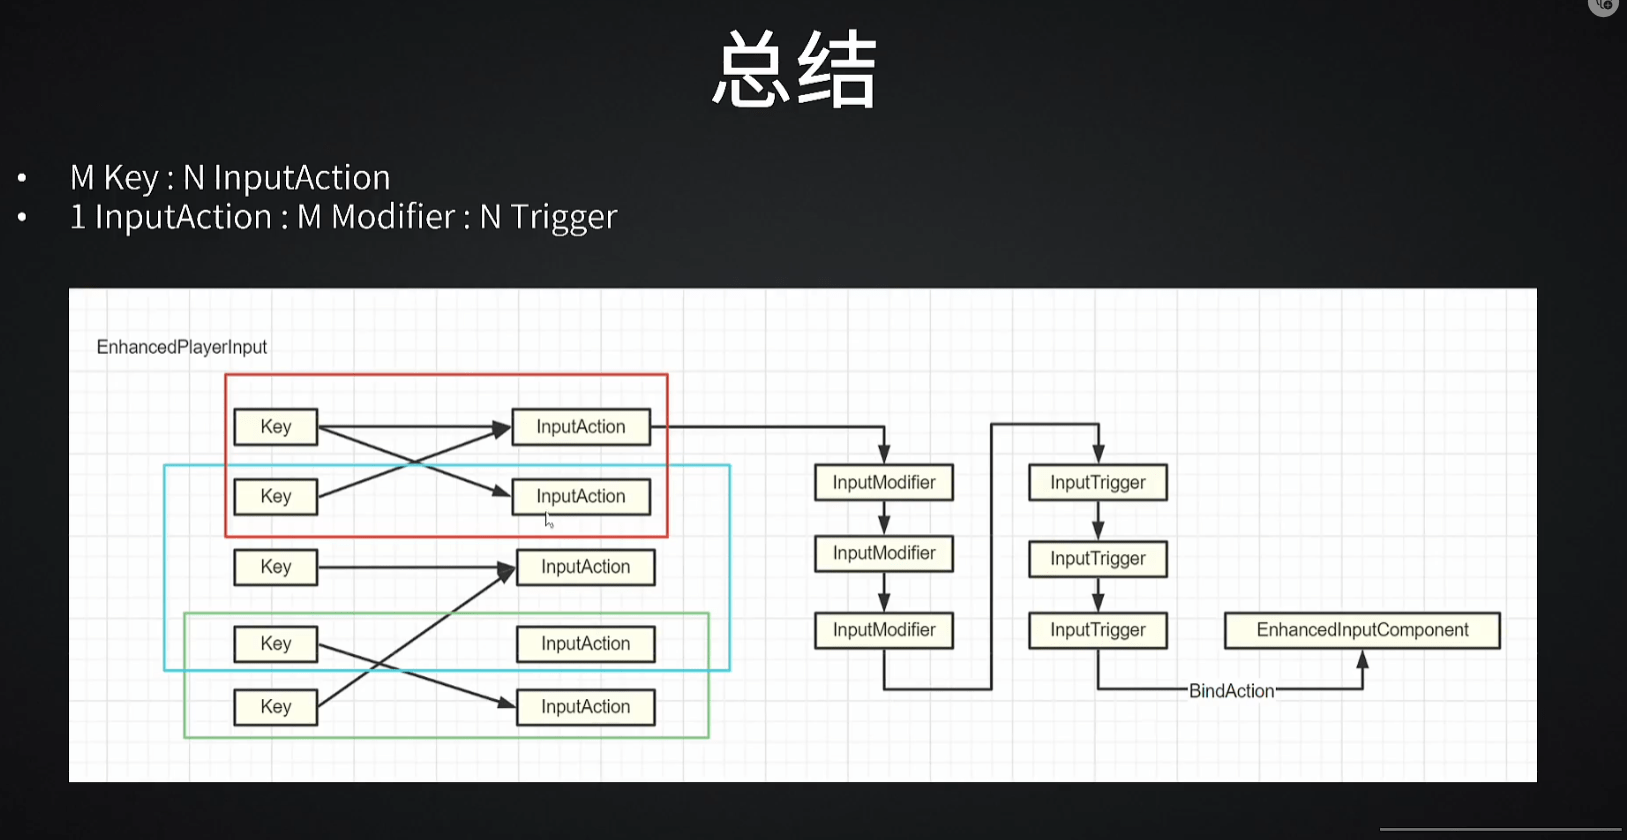 总结
• M Key : N InputAction
• 1 InputAction : M Modifier : N Trigger
EnhancedPlayerInput
Key
InputAction
Key
InputAction
Key
InputAction
Key
InputAction
Key
InputAction
InputModifier
InputModifier
InputModifier
InputTrigger
InputTrigger
InputTrigger
BindAction
EnhancedInputComponent